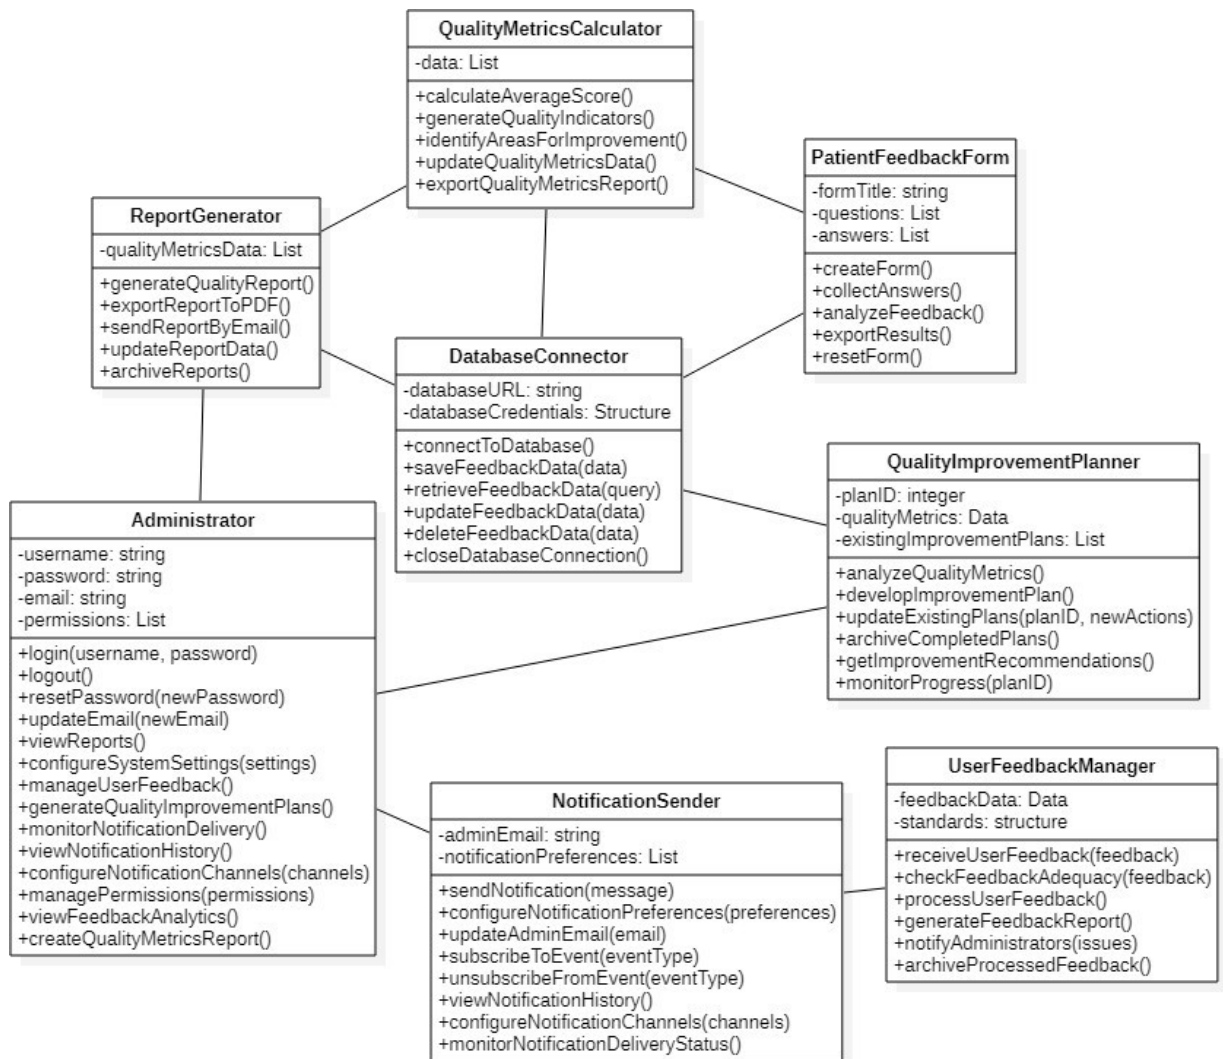 QualityMetricsCalculator
-data: List
+calculateAverageScore()
+generateQualityIndicators()
+identifyAreasForImprovement()
+updateQualityMetricsData()
+exportQualityMetricsReport()
PatientFeedbackForm
-formTitle: string
-questions: List
-answers: List
+createForm()
+collectAnswers()
+analyzeFeedback()
+exportResults()
+resetForm()
ReportGenerator
-qualityMetricsData: List
+generateQualityReport()
+exportReportToPDF()
+sendReportByEmail()
+updateReportData()
+archiveReports()
DatabaseConnector
-databaseURL: string
-databaseCredentials: Structure
+connectToDatabase()
+saveFeedbackData(data)
+retrieveFeedbackData(query)
+updateFeedbackData(data)
+deleteFeedbackData(data)
+closeDatabaseConnection()
QualityImprovementPlanner
-planID: integer
-qualityMetrics: Data
-existingImprovementPlans: List
+analyzeQualityMetrics()
+developImprovementPlan()
+updateExistingPlans(planID, newActions)
+archiveCompletedPlans()
+getImprovementRecommendations()
+monitorProgress(planID)
Administrator
-username: string
-password: string
-email: string
-permissions: List
+login(username, password)
+logout()
+resetPassword(newPassword)
+updateEmail(newEmail)
+viewReports()
+configureSystemSettings(settings)
+manageUserFeedback()
+generateQualityImprovementPlans()
+monitorNotificationDelivery()
+viewNotificationHistory()
+configureNotificationChannels(channels)
+managePermissions(permissions)
+viewFeedbackAnalytics()
+createQualityMetricsReport()
NotificationSender
-adminEmail: string
-notificationPreferences: List
+sendNotification(message)
+configureNotificationPreferences(preferences)
+updateAdminEmail(email)
+subscribeToEvent(eventType)
+unsubscribeFromEvent(eventType)
+viewNotificationHistory()
+configureNotificationChannels(channels)
+monitorNotificationDeliveryStatus()
UserFeedbackManager
-feedbackData: Data
-standards: structure
+receiveUserFeedback(feedback)
+checkFeedbackAdequacy(feedback)
+processUserFeedback()
+generateFeedbackReport()
+notifyAdministrators(issues)
+archiveProcessedFeedback()